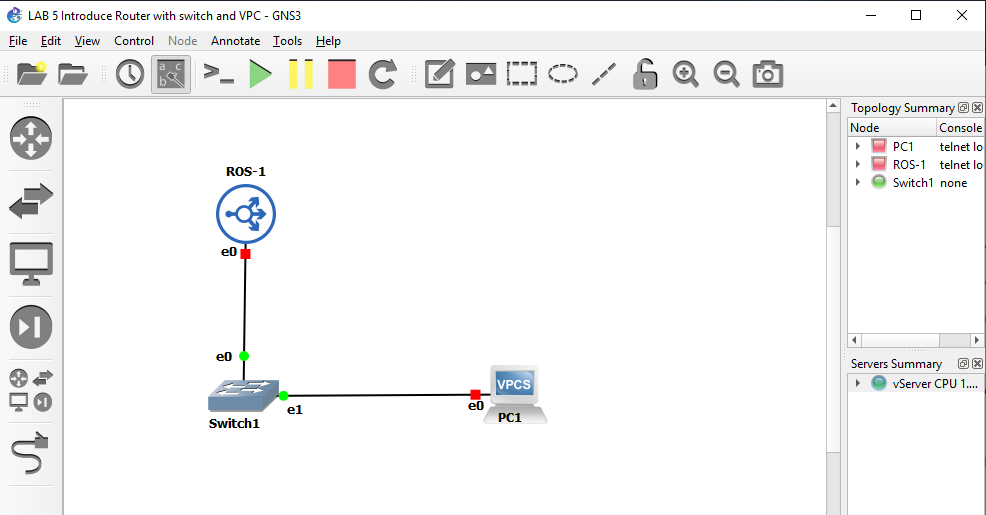 LAB 5 Introduce Router with switch and VPC - GNS3
File Edit View Control Node Annotate Tools Help
a c
b
Topology Summary
Node Console
PC1 telnet lo
ROS-1 telnet lo
Switch1 none
ROS-1
e0
e0
Switch1
e1
e0
VPCS
PC1
Servers Summary
vServer CPU 1....